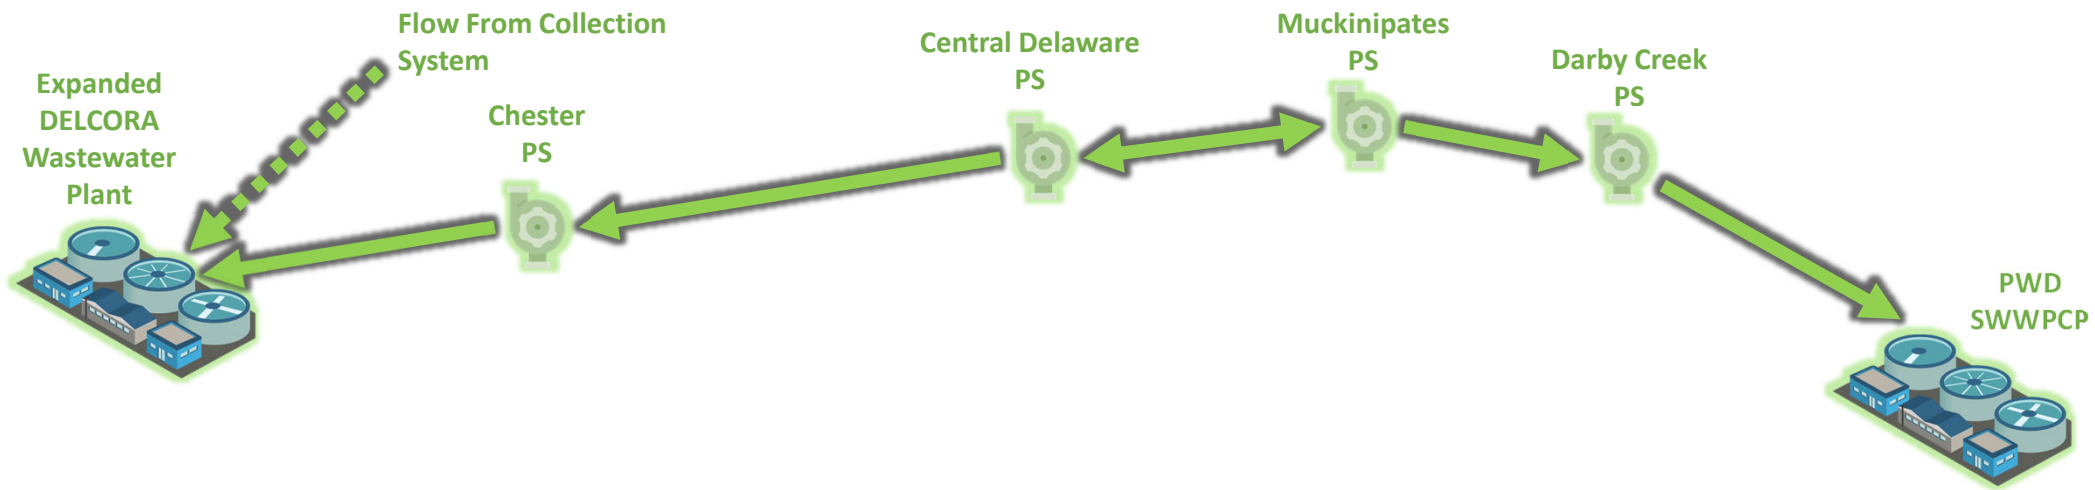 Flow From Collection
System
Expanded
DELCORA
Wastewater
Plant
Chester
PS
Central Delaware
PS
Muckinipates
PS
Darby Creek
PS
PWD
SWWPCP